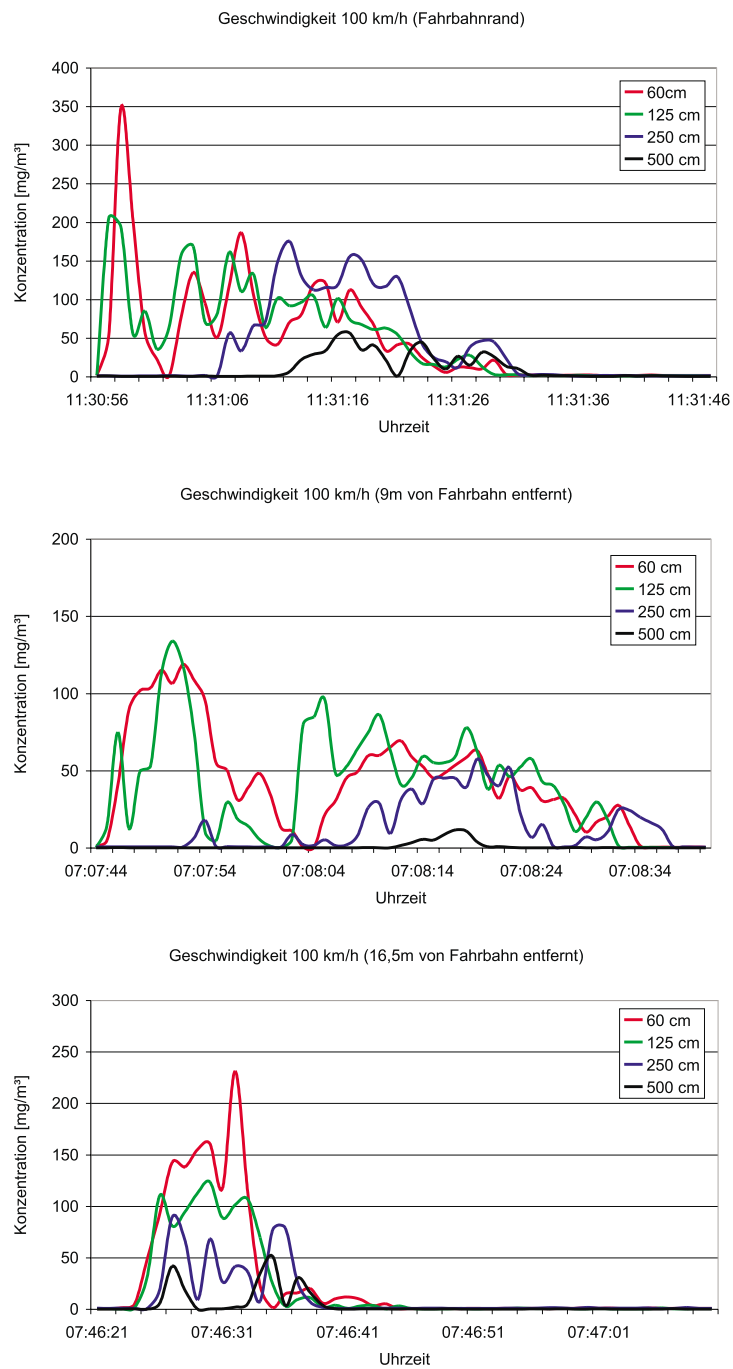 Geschwindigkeit 100 km/h (Fahrbahnrand)
Konzentration [mg/m³]
400
350
300
250
200
150
100
50
0
60cm
125 cm
250 cm
500 cm
11:30:56 11:31:06 11:31:16 11:31:26 11:31:36 11:31:46
Uhrzeit
Geschwindigkeit 100 km/h (9m von Fahrbahn entfernt)
Konzentration [mg/m³]
200
150
100
50
0
60 cm
125 cm
250 cm
500 cm
07:07:44 07:07:54 07:08:04 07:08:14 07:08:24 07:08:34
Uhrzeit
Geschwindigkeit 100 km/h (16,5m von Fahrbahn entfernt)
Konzentration [mg/m³]
300
250
200
150
100
50
0
60 cm
125 cm
250 cm
500 cm
07:46:21 07:46:31 07:46:41 07:46:51 07:47:01
Uhrzeit